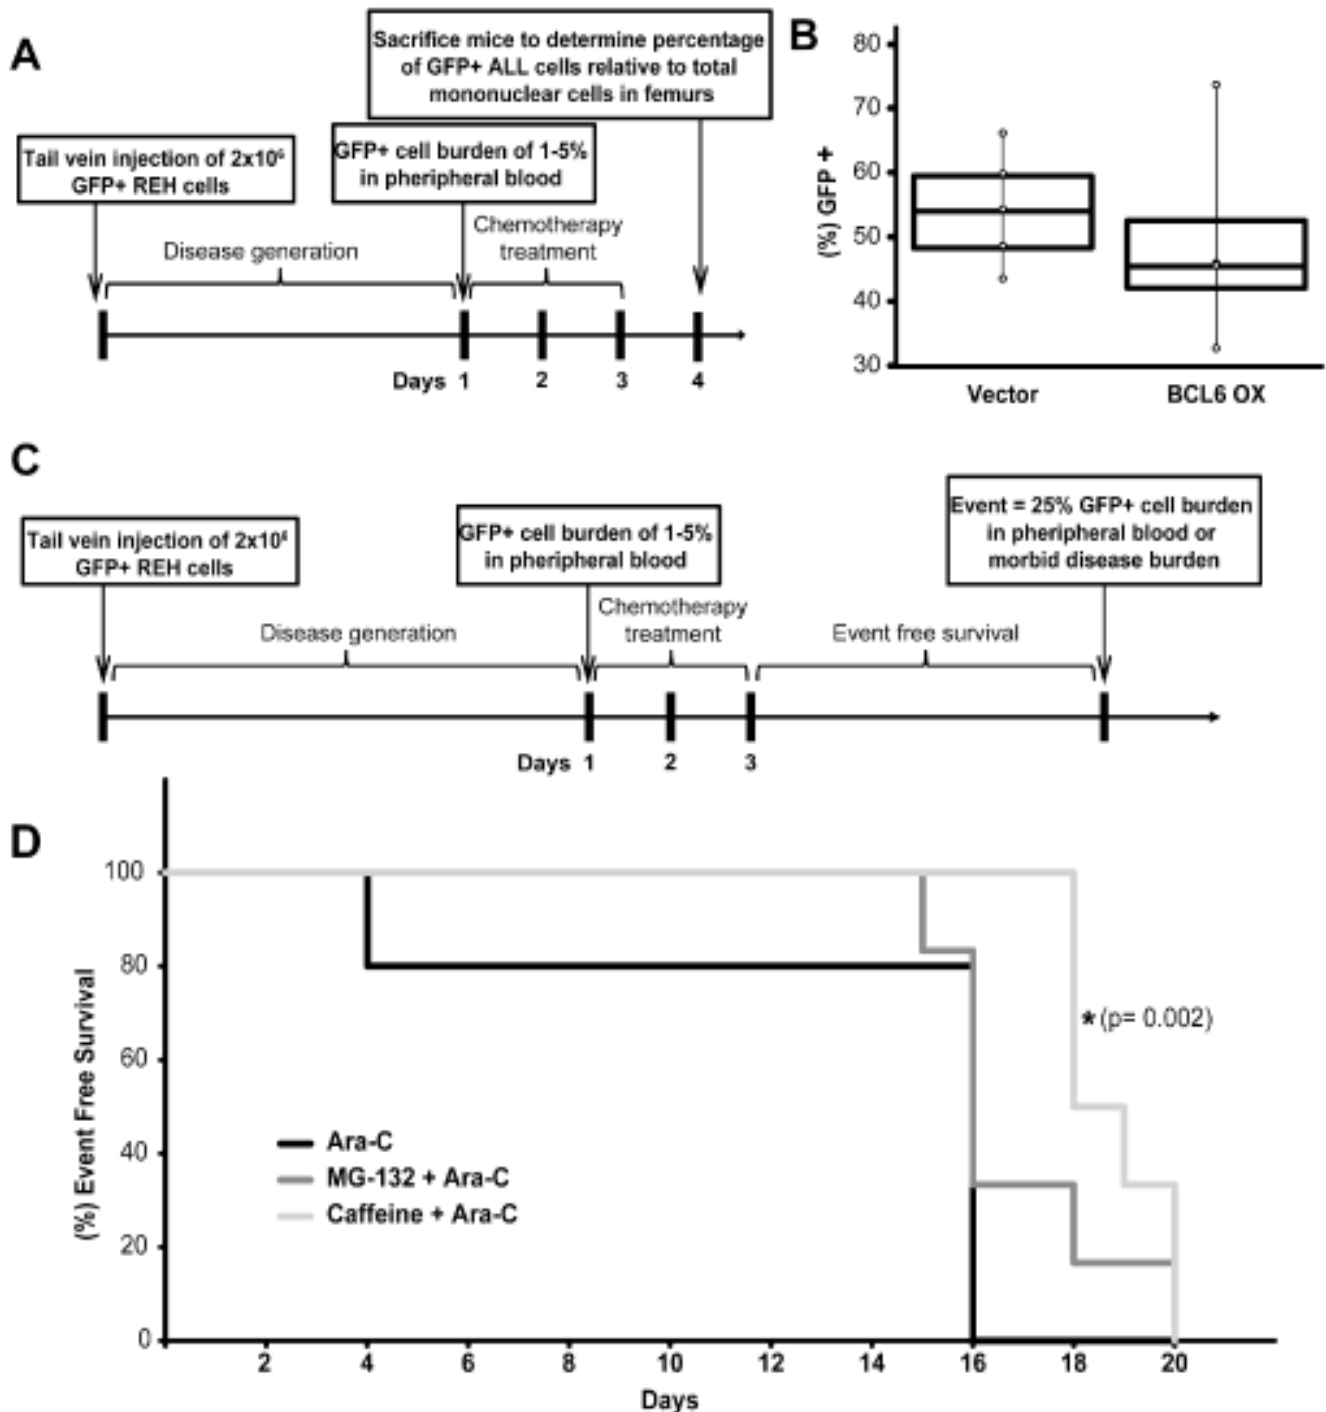 A
Sacrifice mice to determine percentage
of GFP+ ALL cells relative to total
mononuclear cells in femurs
Tail vein injection of 2x10⁶
GFP+ REH cells
GFP+ cell burden of 1-5%
in pheripheral blood
Disease generation
Chemotherapy
treatment
Days 1 2 3 4
B
80
70
60
50
40
30
(%) GFP +
Vector BCL6 OX
C
Tail vein injection of 2x10⁶
GFP+ REH cells
GFP+ cell burden of 1-5%
in pheripheral blood
Event = 25% GFP+ cell burden
in pheripheral blood or
morbid disease burden
Disease generation
Chemotherapy
treatment
Event free survival
Days 1 2 3
D
100
80
60
40
20
0
(%) Event Free Survival
*(p= 0.002)
Ara-C
MG-132 + Ara-C
Caffeine + Ara-C
2 4 6 8 10 12 14 16 18 20
Days